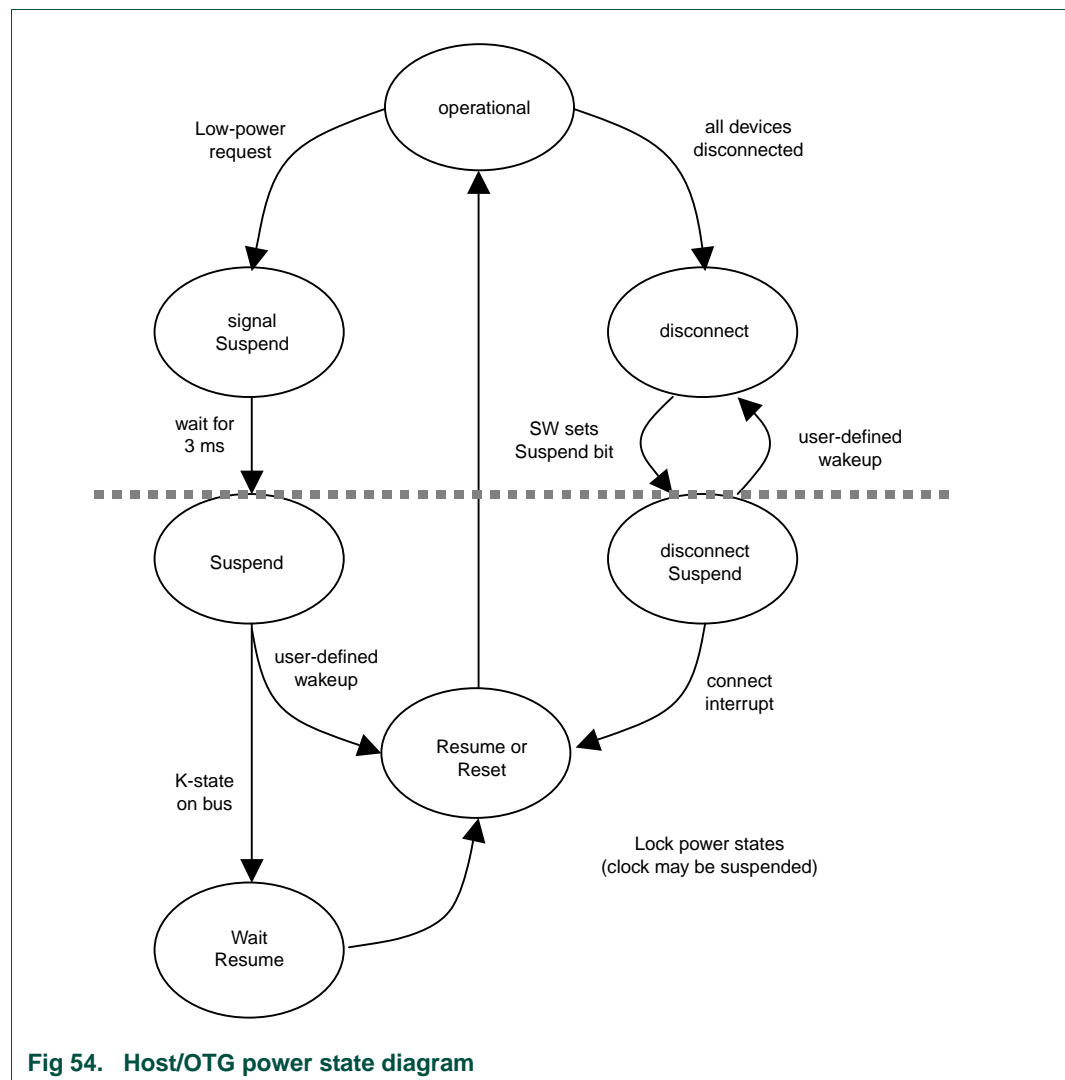 operational
Low-power
request
all devices
disconnected
signal
Suspend
disconnect
wait for
3 ms
SW sets
Suspend bit
user-defined
wakeup
Suspend
disconnect
Suspend
user-defined
wakeup
connect
interrupt
Resume or
Reset
K-state
on bus
Lock power states
(clock may be suspended)
Wait
Resume
Fig 54. Host/OTG power state diagram